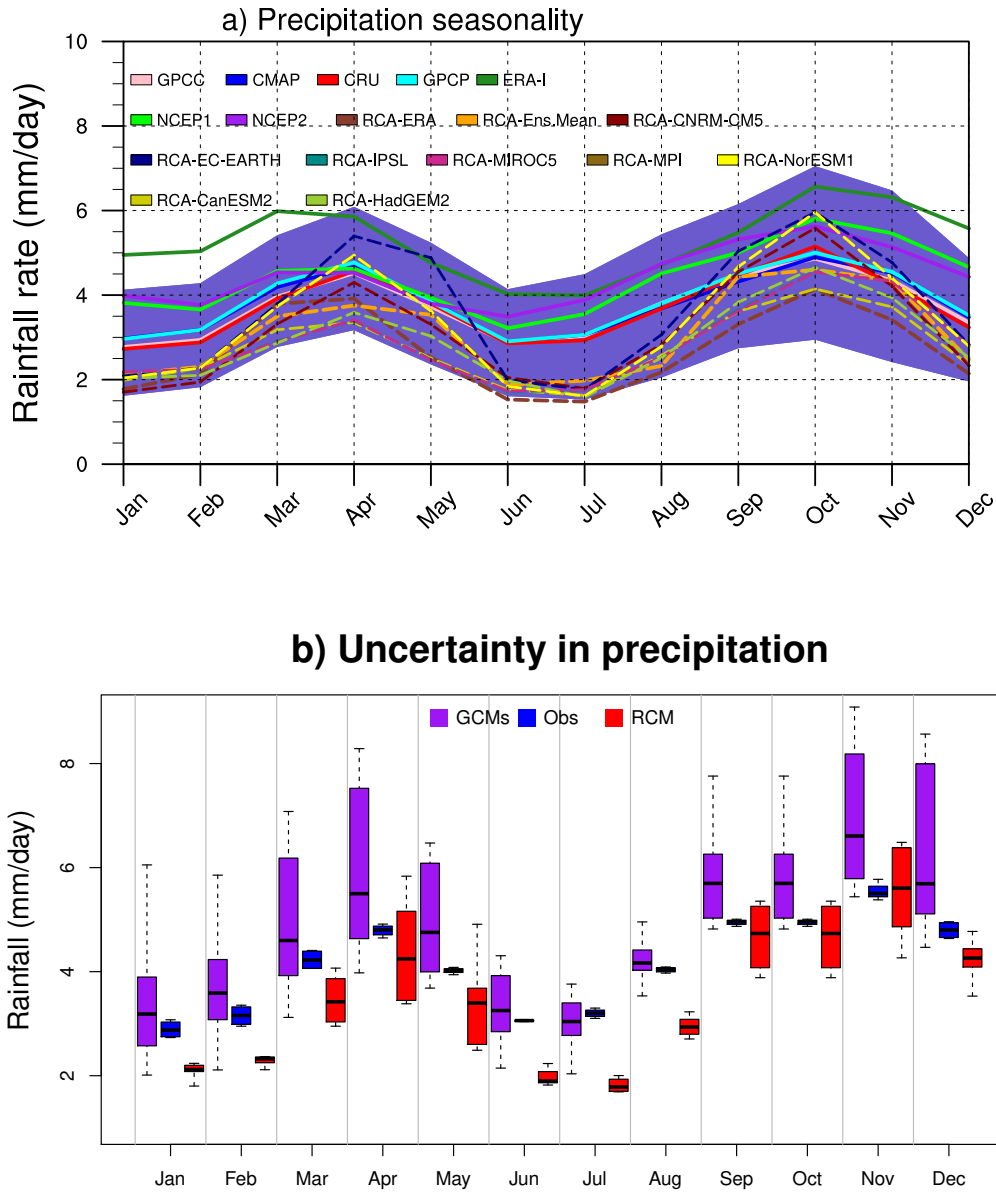 a) Precipitation seasonality
Rainfall rate (mm/day)
10
8
6
4
2
0
GPCC CMAP CRU GPCP ERA-I
NCEP1 NCEP2 RCA-ERA RCA-Ens.Mean RCA-CNRM-CM5
RCA-EC-EARTH RCA-IPSL RCA-MIROC5 RCA-MPI RCA-NorESM1
RCA-CanESM2 RCA-HadGEM2
Jan Feb Mar Apr May Jun Jul Aug Sep Oct Nov Dec
b) Uncertainty in precipitation
GCMs Obs RCM
Rainfall (mm/day)
8
6
4
2
Jan Feb Mar Apr May Jun Jul Aug Sep Oct Nov Dec